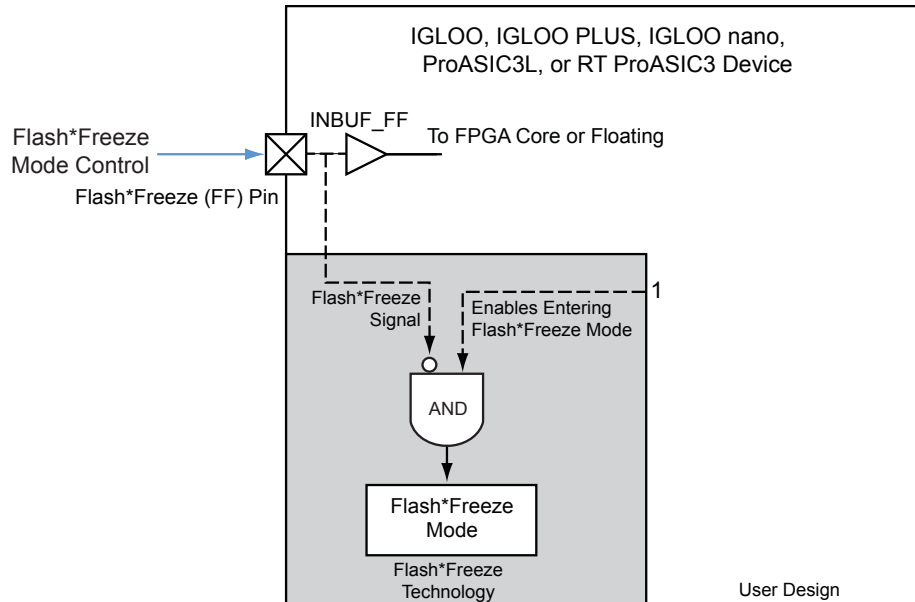 IGLOO, IGLOO PLUS, IGLOO nano,
ProASIC3L, or RT ProASIC3 Device
INBUF_FF
To FPGA Core or Floating
Flash*Freeze
Mode Control
Flash*Freeze (FF) Pin
1
Flash*Freeze
Signal
Enables Entering
Flash*Freeze Mode
AND
Flash*Freeze
Mode
Flash*Freeze
Technology
User Design